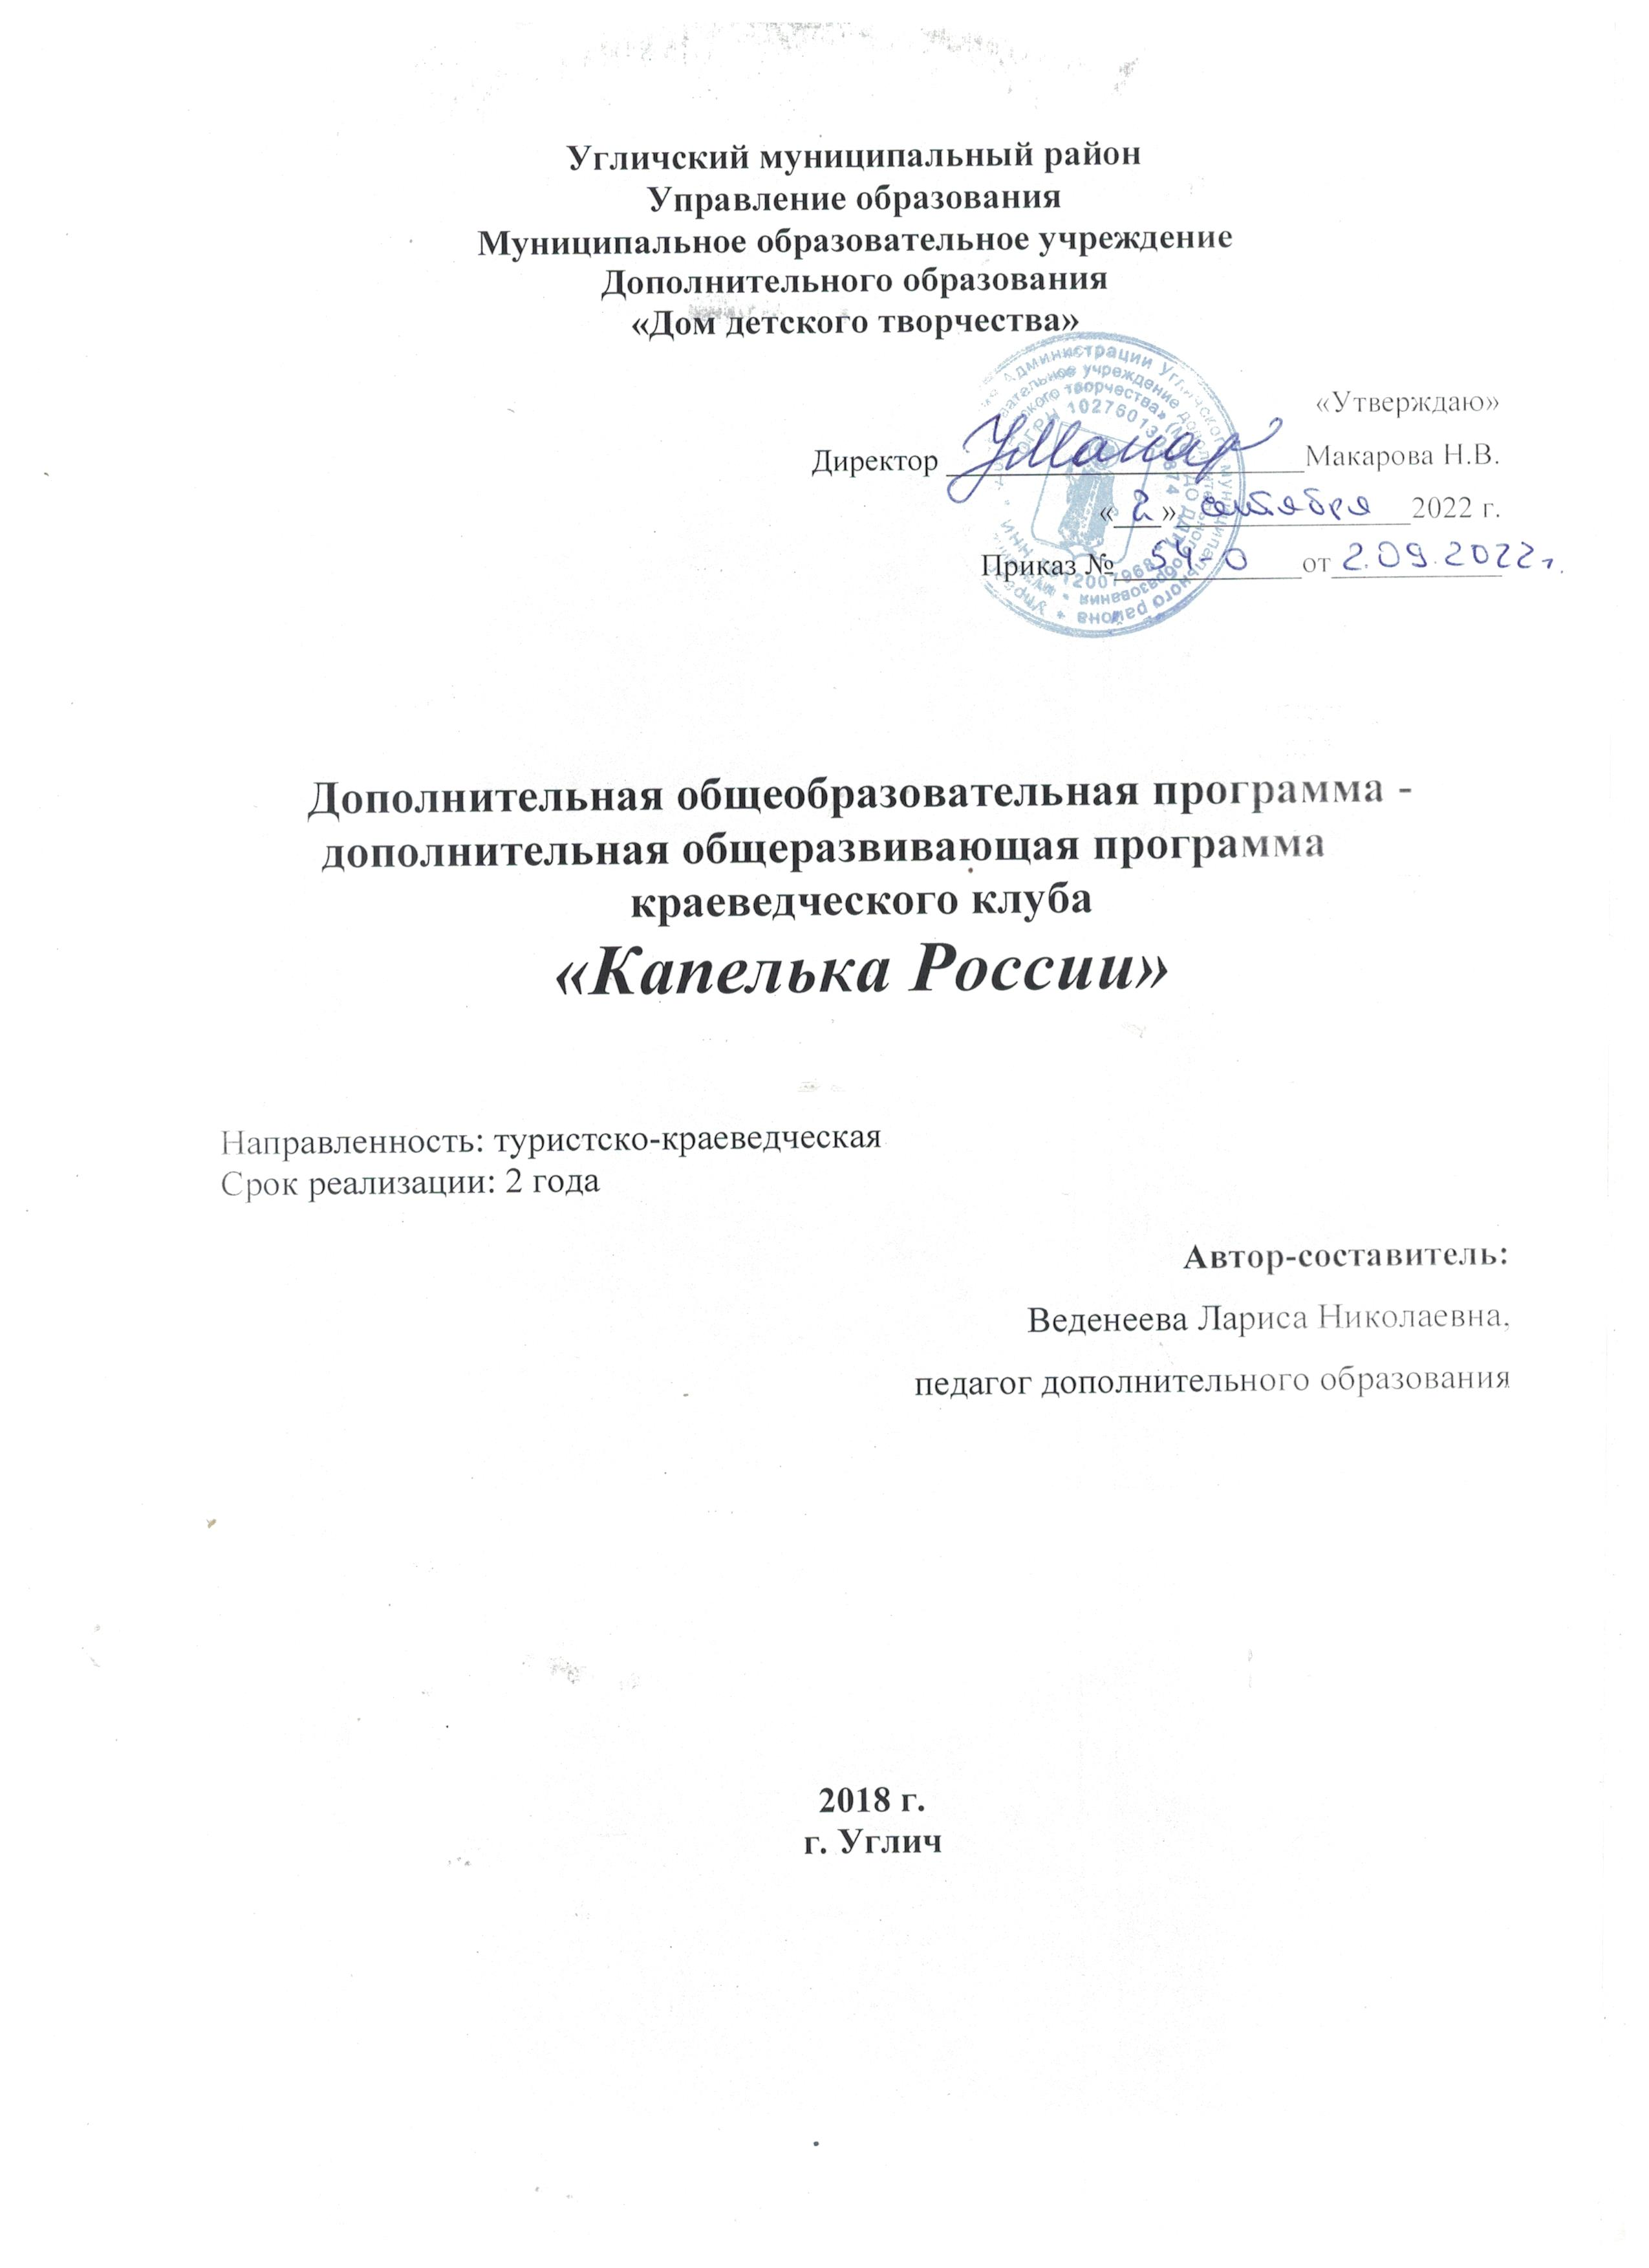 Угличский муниципальный район
Управление образования
Муниципальное образовательное учреждение
Дополнительного образования
«Дом детского творчества»
«Утверждаю»
Директор Макарова Н.В.
«2» сентября 2022 г.
Приказ № 54-О от 2.09.2022 г.
Дополнительная общеобразовательная программа -
дополнительная общеразвивающая программа
краеведческого клуба
«Капелька России»
Направленность: туристско-краеведческая
Срок реализации: 2 года
Автор-составитель:
Веденеева Лариса Николаевна,
педагог дополнительного образования
2018 г.
г. Углич